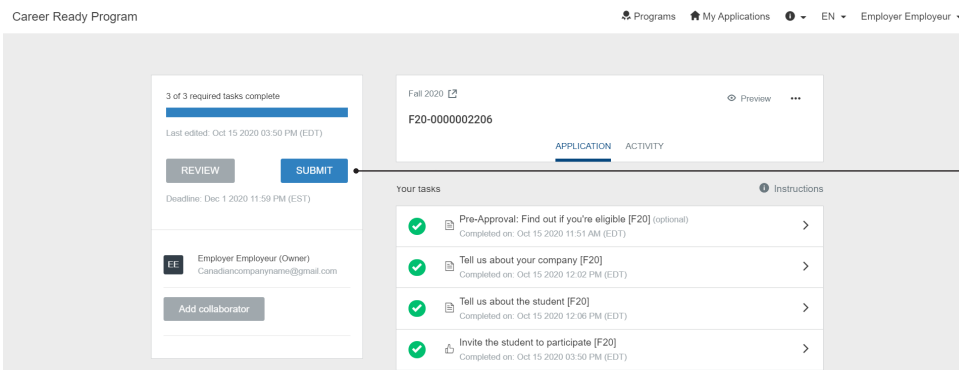 Career Ready Program
Programs My Applications EN Employer Employeur
3 of 3 required tasks complete
Last edited: Oct 15 2020 03:50 PM (EDT)
REVIEW SUBMIT
Deadline: Dec 1 2020 11:59 PM (EST)
EE Employer Employeur (Owner)
Canadiancompanyname@gmail.com
Add collaborator
Fall 2020
Preview •••
F20-0000002206
APPLICATION ACTIVITY
Your tasks Instructions
Pre-Approval: Find out if you're eligible [F20] (optional)
Completed on: Oct 15 2020 11:51 AM (EDT)
Tell us about your company [F20]
Completed on: Oct 15 2020 12:02 PM (EDT)
Tell us about the student [F20]
Completed on: Oct 15 2020 12:06 PM (EDT)
Invite the student to participate [F20]
Completed on: Oct 15 2020 03:50 PM (EDT)